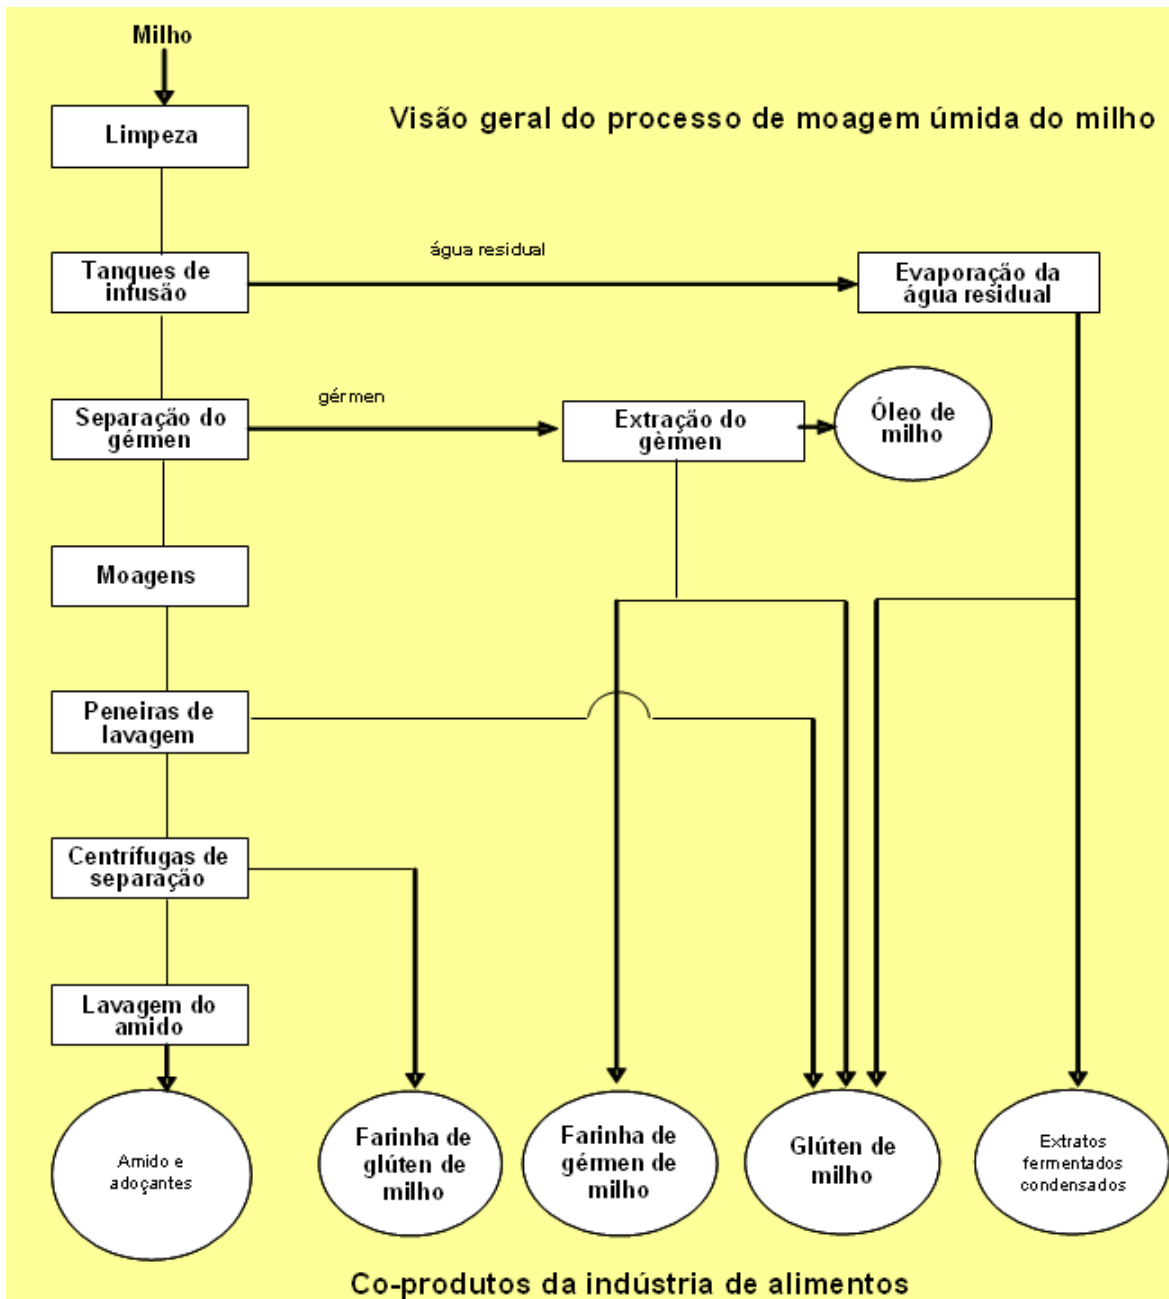 Milho
Visão geral do processo de moagem úmida do milho
Limpeza
água residual
Tanques de
infusão
Evaporação da
água residual
gérmen
Separação do
gérmen
Extração do
gèrmen
Óleo de
milho
Moagens
Peneiras de
lavagem
Centrífugas de
separação
Lavagem do
amido
Amido e
adoçantes
Farinha de
glúten de
milho
Farinha de
gérmen de
milho
Glúten de
milho
Extratos
fermentados
condensados
Co-produtos da indústria de alimentos